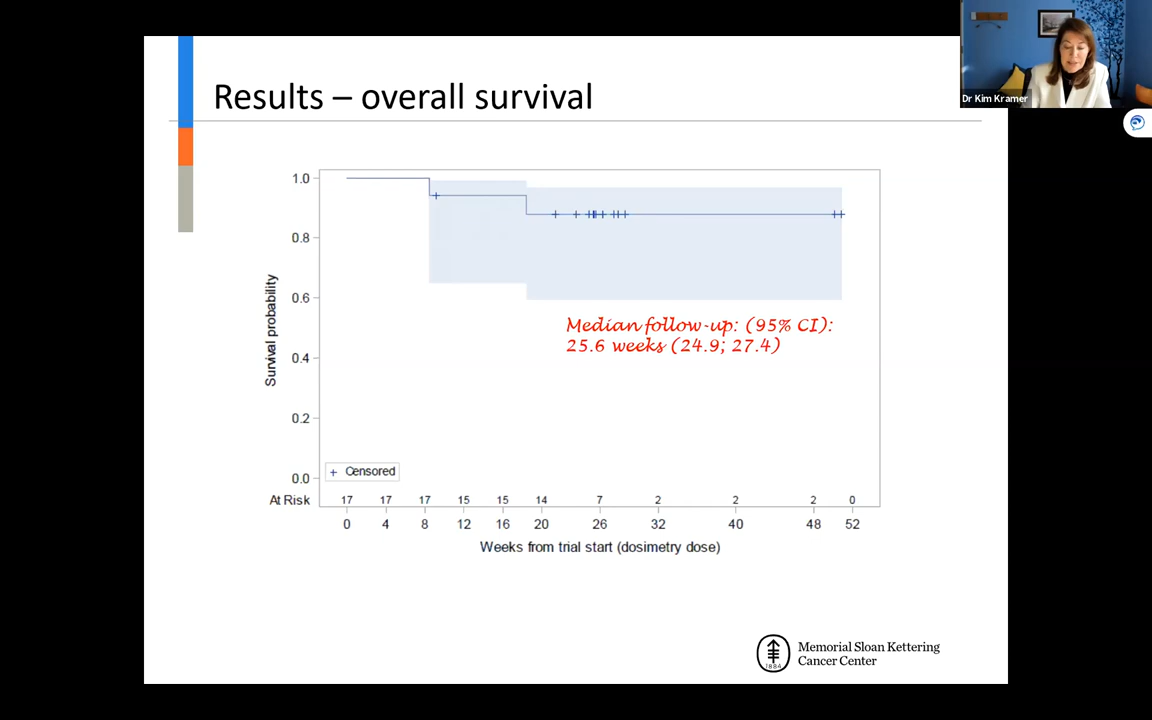 Results – overall survival
Dr Kim Kramer
1.0
0.8
0.6
0.4
0.2
0.0
Survival probability
Median follow-up: (95% CI):
25.6 weeks (24.9; 27.4)
+ Censored
At Risk 17 17 17 15 15 14 7 2 2 2 0
0 4 8 12 16 20 26 32 40 48 52
Weeks from trial start (dosimetry dose)
1884
Memorial Sloan Kettering
Cancer Center